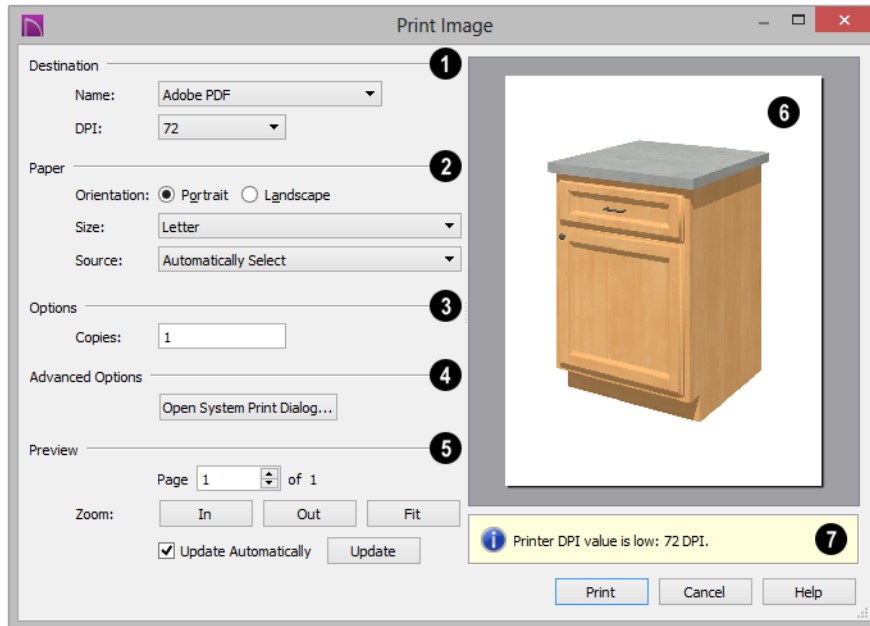 Print Image
Destination 1
Name: Adobe PDF
DPI: 72
Paper 2
Orientation: Portrait Landscape
Size: Letter
Source: Automatically Select
Options 3
Copies: 1
Advanced Options 4
Open System Print Dialog...
Preview 5
Page 1 of 1
Zoom: In Out Fit
Update Automatically Update
6
Printer DPI value is low: 72 DPI. 7
Print Cancel Help